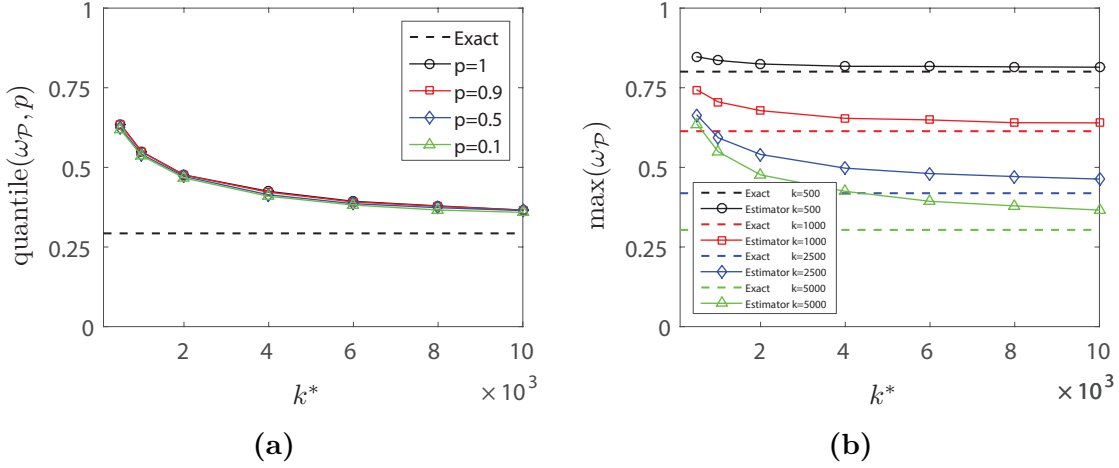 1
0.75
0.5
0.25
0
quantile(ω_𝒫, p)
Exact
p=1
p=0.9
p=0.5
p=0.1
2 4 6 8 10
k* × 10³
(a)
1
0.75
0.5
0.25
0
max(ω_𝒫)
Exact k=500
Estimator k=500
Exact k=1000
Estimator k=1000
Exact k=2500
Estimator k=2500
Exact k=5000
Estimator k=5000
2 4 6 8 10
k* × 10³
(b)